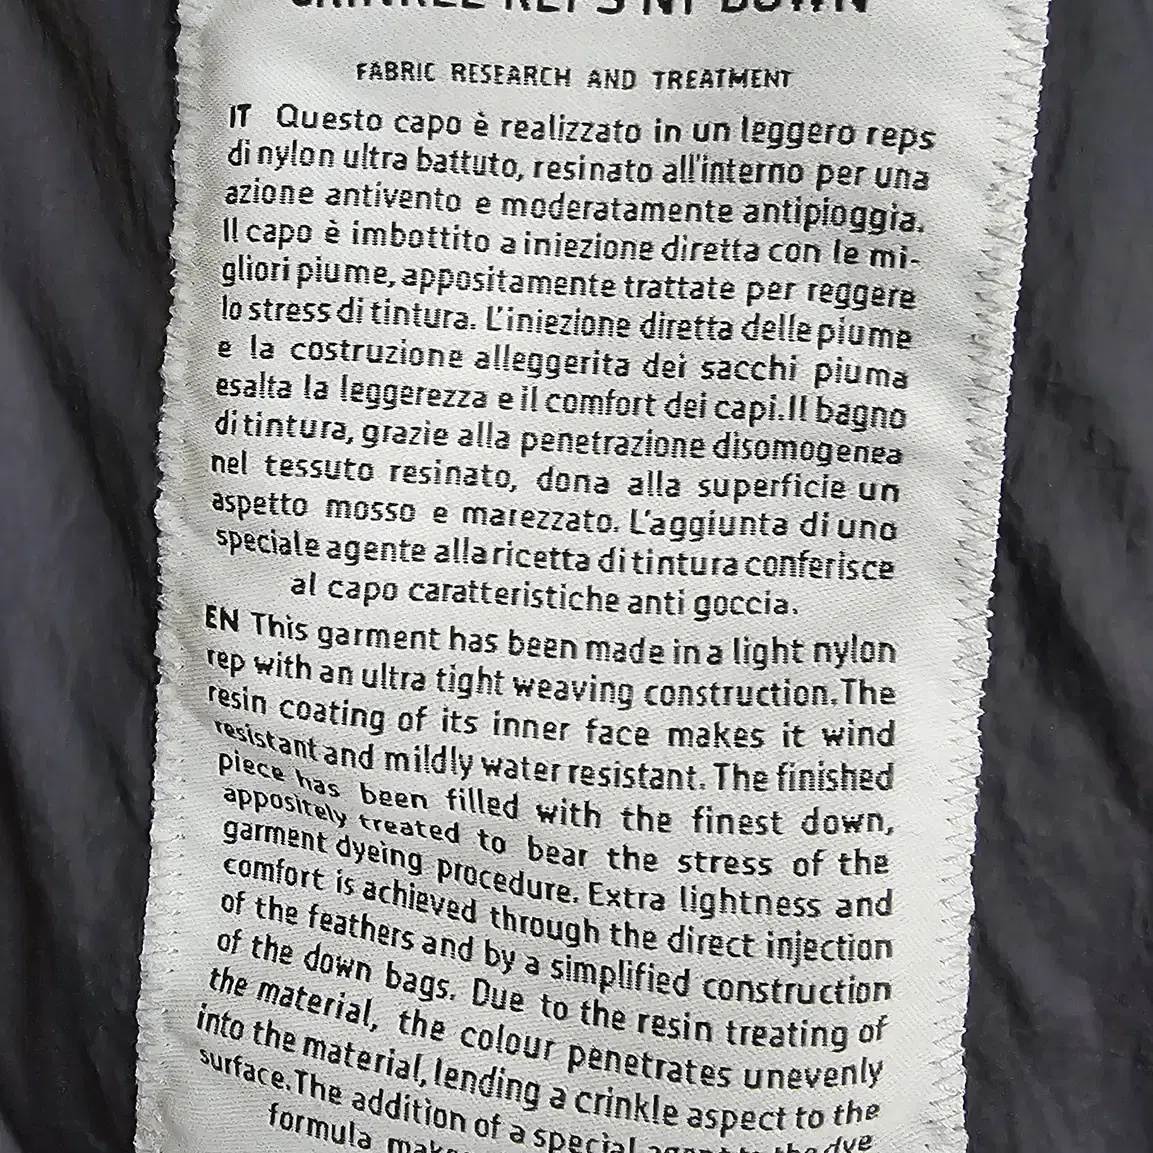 CRINKLE REPS NY DOWN
FABRIC RESEARCH AND TREATMENT
IT Questo capo è realizzato in un leggero reps
di nylon ultra battuto, resinato all'interno per una
azione antivento e moderatamente antipioggia.
Il capo è imbottito a iniezione diretta con le mi-
gliori piume, appositamente trattate per reggere
lo stress di tintura. L'iniezione diretta delle piume
e la costruzione alleggerita dei sacchi piuma
esalta la leggerezza e il comfort dei capi.Il bagno
di tintura, grazie alla penetrazione disomogenea
nel tessuto resinato, dona alla superficie un
aspetto mosso e marezzato. L'aggiunta di uno
speciale agente alla ricetta di tintura conferisce
al capo caratteristiche anti goccia.
EN This garment has been made in a light nylon
rep with an ultra tight weaving construction.The
resin coating of its inner face makes it wind
resistant and mildly water resistant. The finished
piece has been filled with the finest down,
appositely treated to bear the stress of the
garment dyeing procedure. Extra lightness and
comfort is achieved through the direct injection
of the feathers and by a simplified construction
of the down bags. Due to the resin treating of
the material, the colour penetrates unevenly
into the material, lending a crinkle aspect to the
surface.The addition of a special agent to the dye
formula